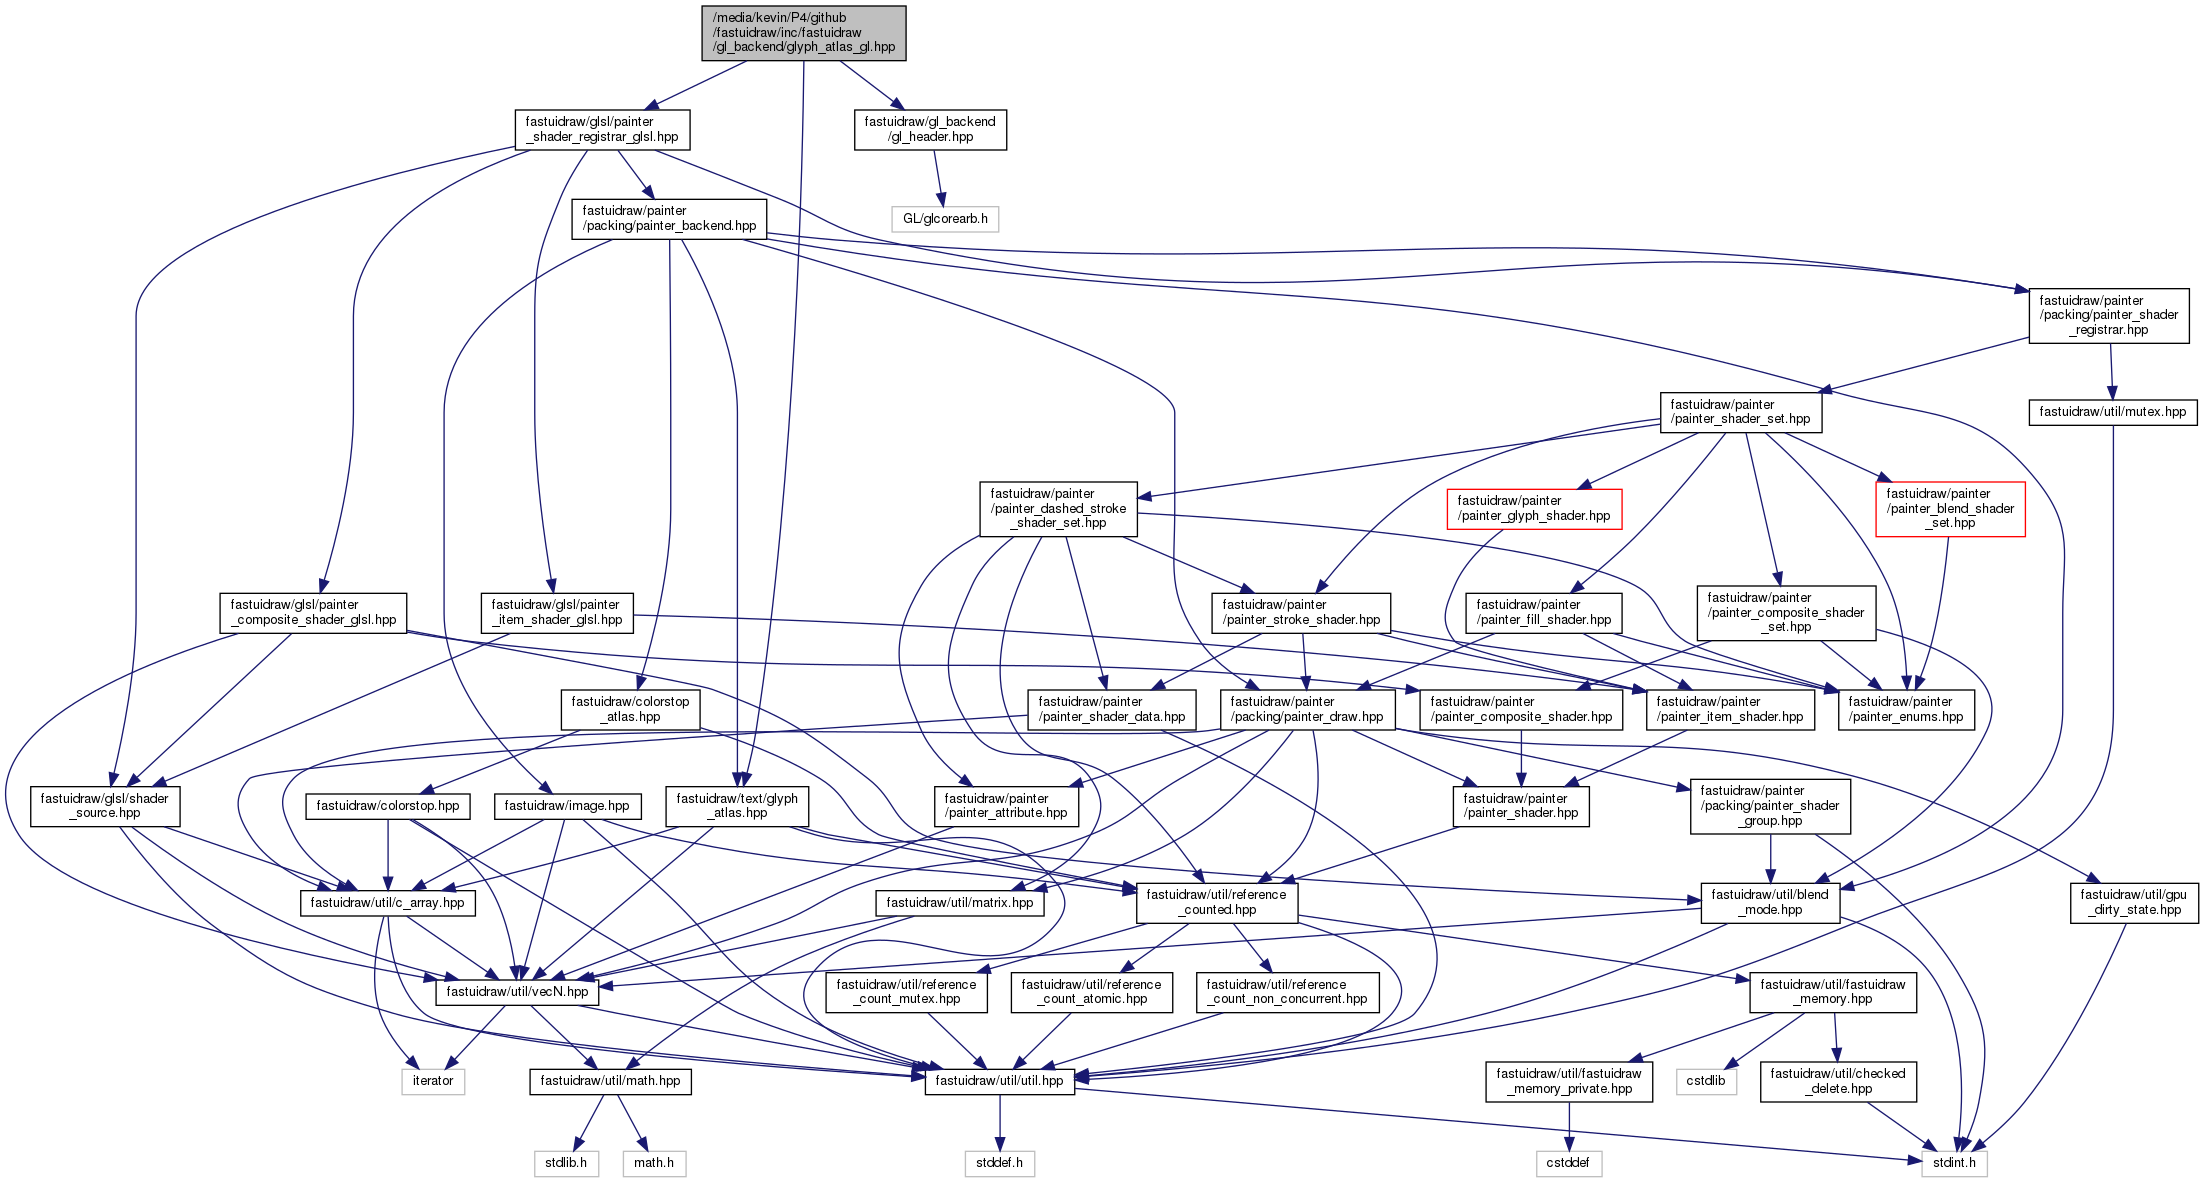 /media/kevin/P4/github
/fastuidraw/inc/fastuidraw
/gl_backend/glyph_atlas_gl.hpp
fastuidraw/glsl/painter
_shader_registrar_glsl.hpp
fastuidraw/gl_backend
/gl_header.hpp
fastuidraw/painter
/packing/painter_backend.hpp
GL/glcorearb.h
fastuidraw/painter
/packing/painter_shader
_registrar.hpp
fastuidraw/painter
/painter_shader_set.hpp
fastuidraw/util/mutex.hpp
fastuidraw/painter
/painter_dashed_stroke
_shader_set.hpp
fastuidraw/painter
/painter_glyph_shader.hpp
fastuidraw/painter
/painter_blend_shader
_set.hpp
fastuidraw/glsl/painter
_composite_shader_glsl.hpp
fastuidraw/glsl/painter
_item_shader_glsl.hpp
fastuidraw/painter
/painter_stroke_shader.hpp
fastuidraw/painter
/painter_fill_shader.hpp
fastuidraw/painter
/painter_composite_shader
_set.hpp
fastuidraw/colorstop
_atlas.hpp
fastuidraw/painter
/painter_shader_data.hpp
fastuidraw/painter
/packing/painter_draw.hpp
fastuidraw/painter
/painter_composite_shader.hpp
fastuidraw/painter
/painter_item_shader.hpp
fastuidraw/painter
/painter_enums.hpp
fastuidraw/glsl/shader
_source.hpp
fastuidraw/colorstop.hpp
fastuidraw/image.hpp
fastuidraw/text/glyph
_atlas.hpp
fastuidraw/painter
/painter_attribute.hpp
fastuidraw/painter
/painter_shader.hpp
fastuidraw/painter
/packing/painter_shader
_group.hpp
fastuidraw/util/c_array.hpp
fastuidraw/util/matrix.hpp
fastuidraw/util/reference
_counted.hpp
fastuidraw/util/blend
_mode.hpp
fastuidraw/util/gpu
_dirty_state.hpp
fastuidraw/util/vecN.hpp
fastuidraw/util/reference
_count_mutex.hpp
fastuidraw/util/reference
_count_atomic.hpp
fastuidraw/util/reference
_count_non_concurrent.hpp
fastuidraw/util/fastuidraw
_memory.hpp
iterator
fastuidraw/util/math.hpp
fastuidraw/util/util.hpp
fastuidraw/util/fastuidraw
_memory_private.hpp
cstdlib
fastuidraw/util/checked
_delete.hpp
stdlib.h
math.h
stddef.h
cstddef
stdint.h